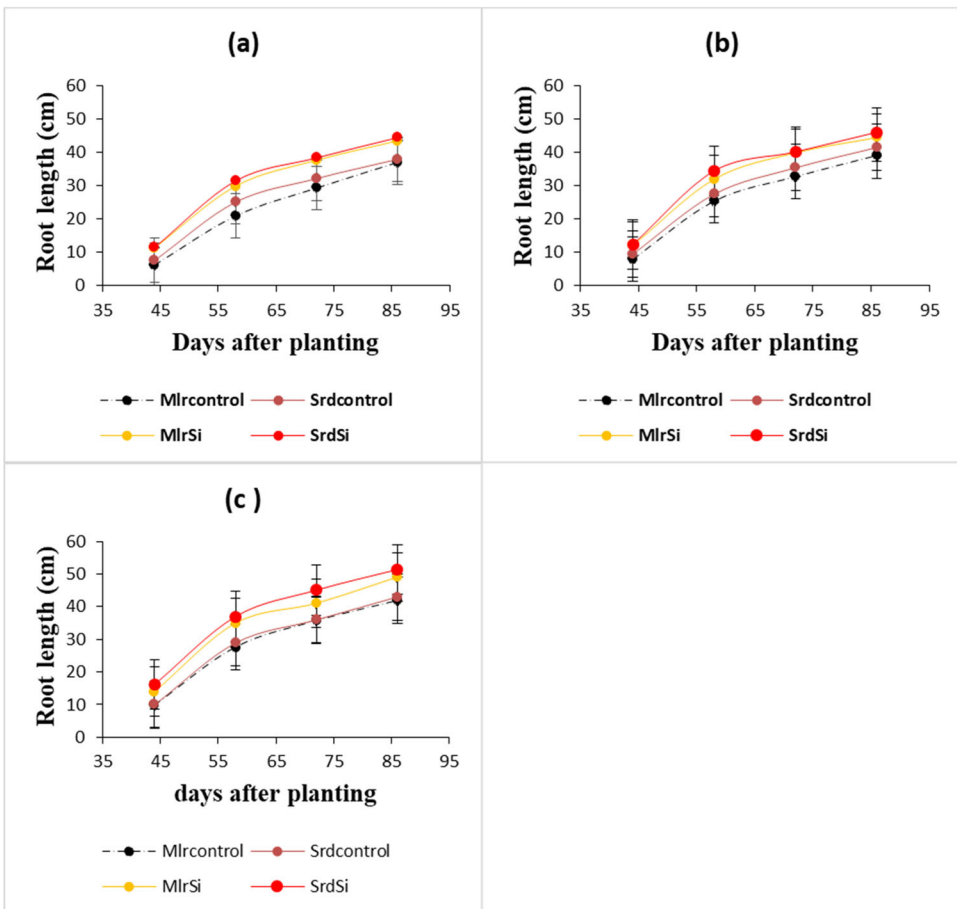 (a)
Root length (cm)
60
50
40
30
20
10
0
35 45 55 65 75 85 95
Days after planting
Mlrcontrol Srdcontrol
MlrSi SrdSi
(b)
Root length (cm)
60
50
40
30
20
10
0
35 45 55 65 75 85 95
Days after planting
Mlrcontrol Srdcontrol
MlrSi SrdSi
(c )
Root length (cm)
60
50
40
30
20
10
0
35 45 55 65 75 85 95
days after planting
Mlrcontrol Srdcontrol
MlrSi SrdSi